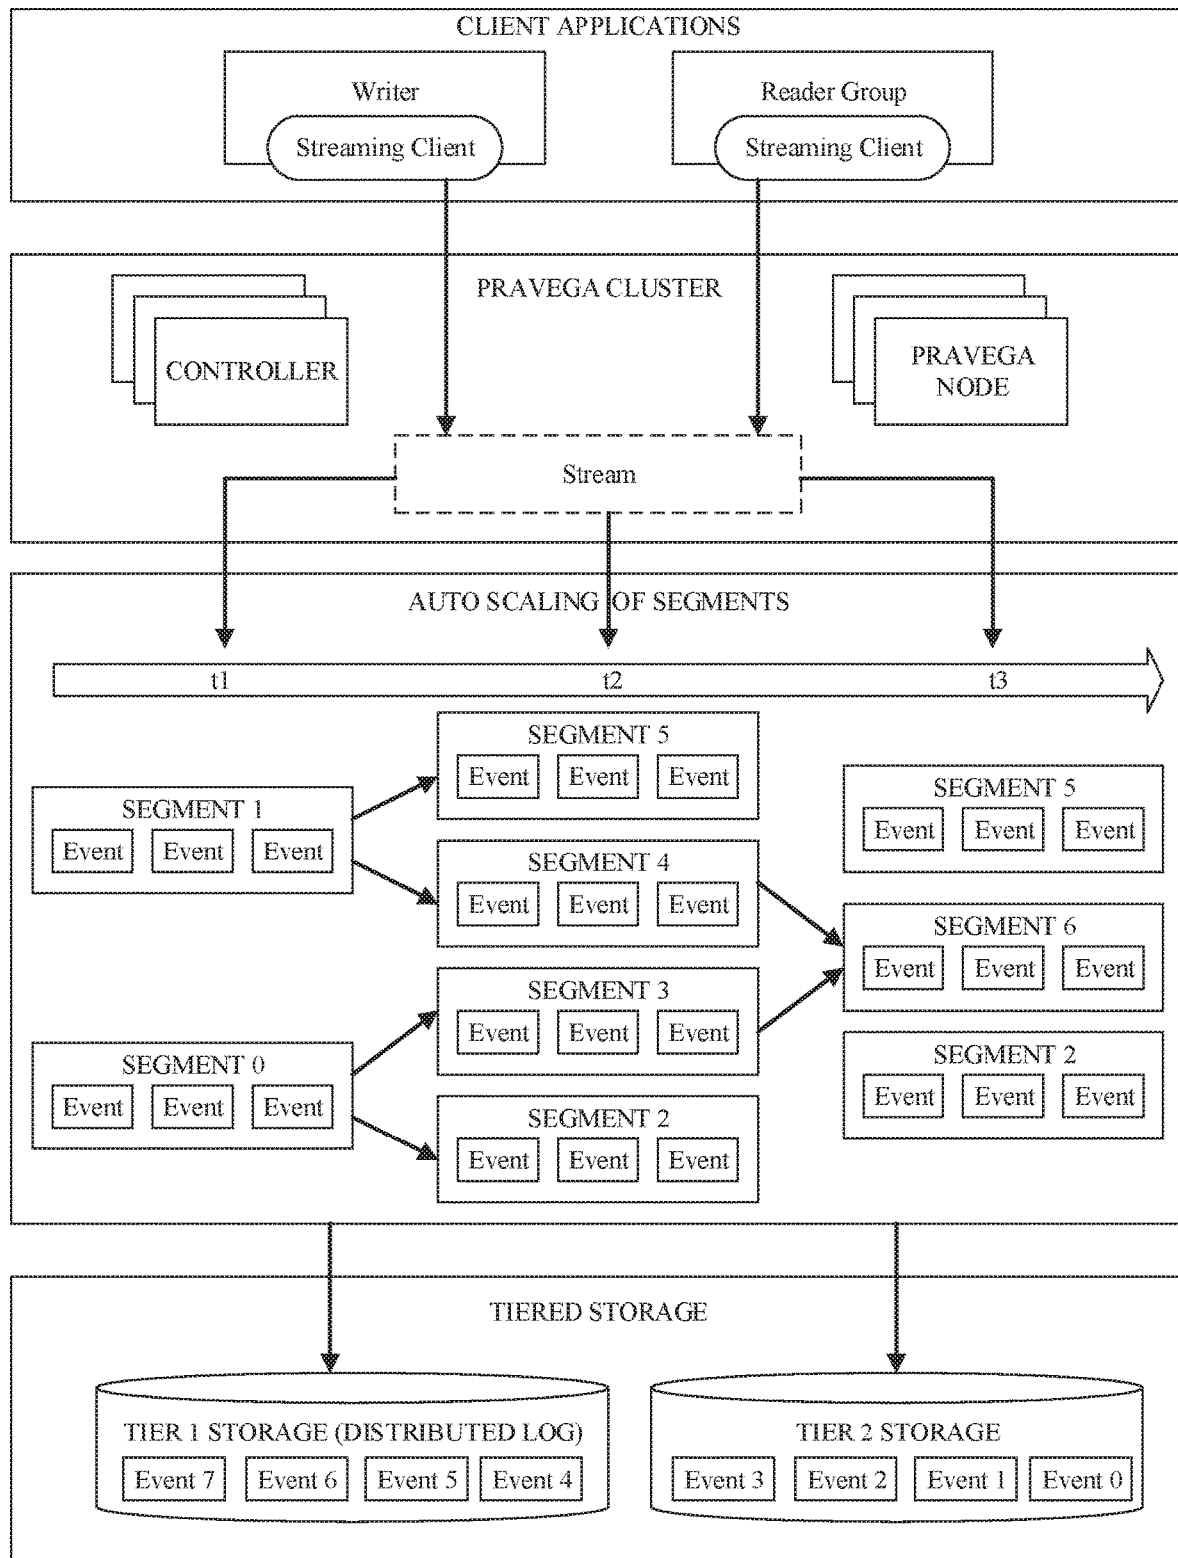 CLIENT APPLICATIONS
Writer
Streaming Client
Reader Group
Streaming Client
PRAVEGA CLUSTER
CONTROLLER
PRAVEGA
NODE
Stream
AUTO SCALING OF SEGMENTS
t1
t2
t3
SEGMENT 1
Event Event Event
SEGMENT 0
Event Event Event
SEGMENT 5
Event Event Event
SEGMENT 4
Event Event Event
SEGMENT 3
Event Event Event
SEGMENT 2
Event Event Event
SEGMENT 5
Event Event Event
SEGMENT 6
Event Event Event
SEGMENT 2
Event Event Event
TIERED STORAGE
TIER 1 STORAGE (DISTRIBUTED LOG)
Event 7 Event 6 Event 5 Event 4
TIER 2 STORAGE
Event 3 Event 2 Event 1 Event 0